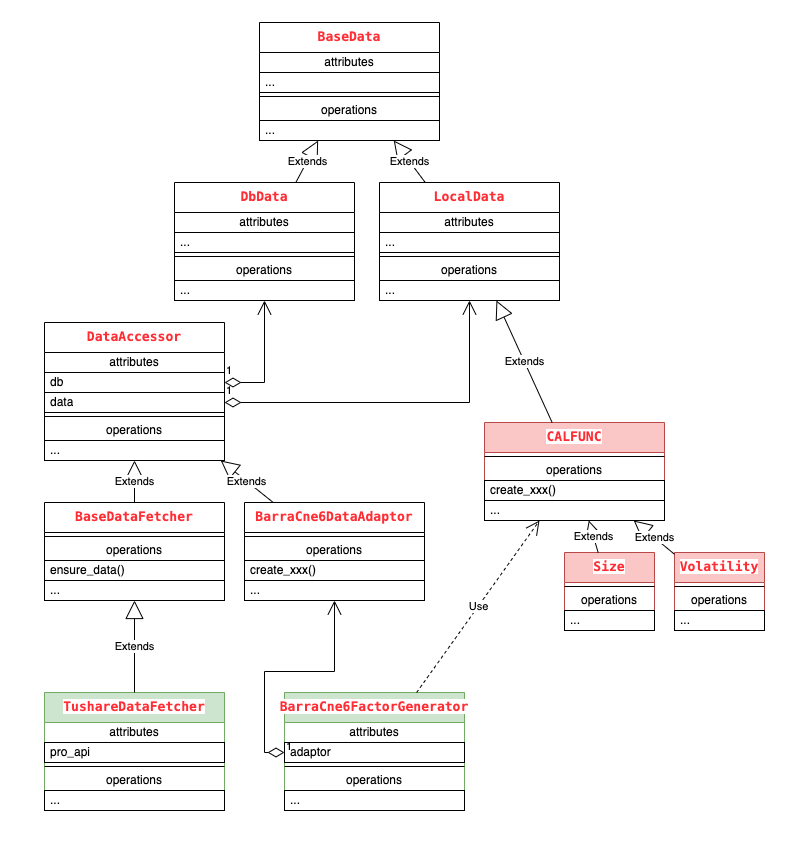 BaseData
attributes
...
operations
...
Extends
Extends
DbData
attributes
...
operations
...
LocalData
attributes
...
operations
...
DataAccessor
attributes
db
data
operations
...
1
1
Extends
CALFUNC
operations
create_xxx()
...
Extends
Extends
BaseDataFetcher
operations
ensure_data()
...
BarraCne6DataAdaptor
operations
create_xxx()
...
Extends
Extends
Size
operations
...
Volatility
operations
...
Use
Extends
TushareDataFetcher
attributes
pro_api
operations
...
BarraCne6FactorGenerator
attributes
1
adaptor
operations
...